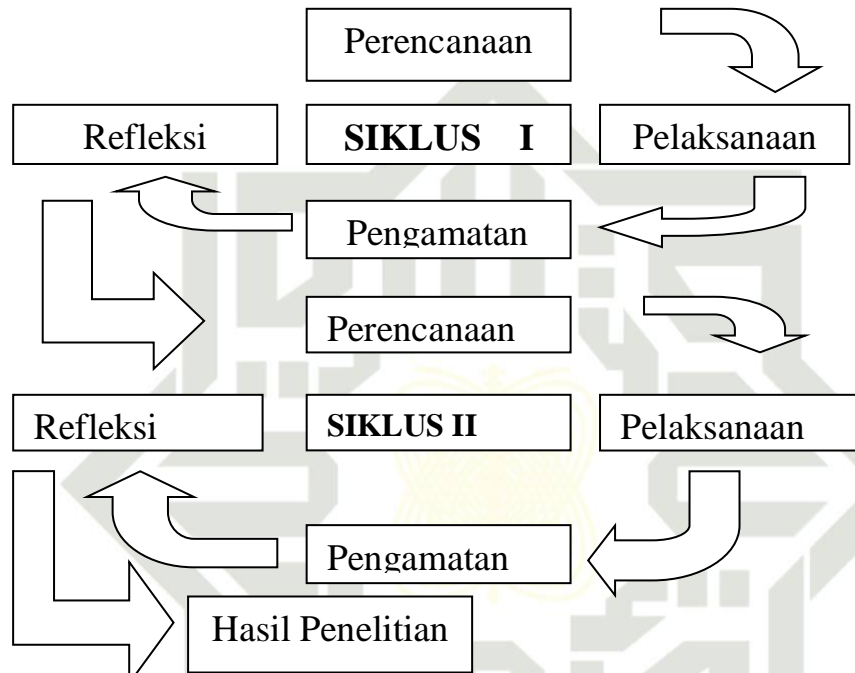 Perencanaan
Refleksi
SIKLUS I
Pelaksanaan
Pengamatan
Perencanaan
Refleksi
SIKLUS II
Pelaksanaan
Pengamatan
Hasil Penelitian